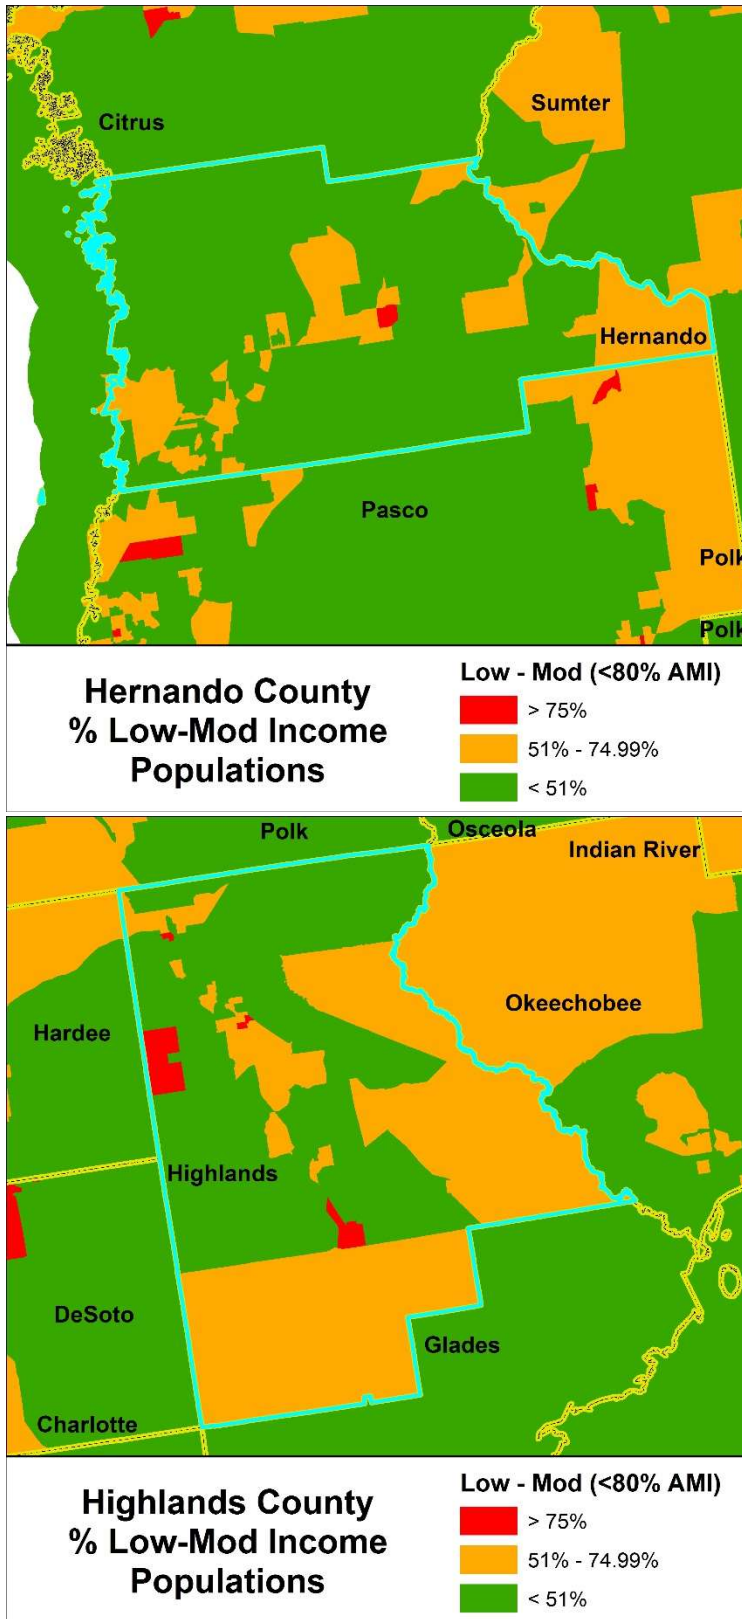 Citrus
Sumter
Hernando
Pasco
Polk
Polk
Hernando County
% Low-Mod Income
Populations
Low - Mod (<80% AMI)
> 75%
51% - 74.99%
< 51%
Polk
Osceola
Indian River
Okeechobee
Hardee
Highlands
DeSoto
Glades
Charlotte
Highlands County
% Low-Mod Income
Populations
Low - Mod (<80% AMI)
> 75%
51% - 74.99%
< 51%